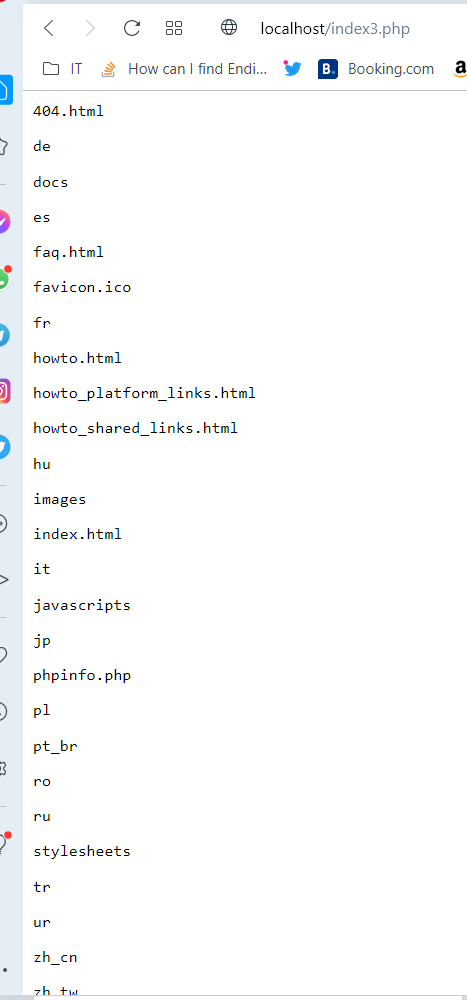 localhost/index3.php
IT How can I find Endi... B. Booking.com a
404.html
de
docs
es
faq.html
favicon.ico
fr
howto.html
howto_platform_links.html
howto_shared_links.html
hu
images
index.html
it
javascripts
jp
phpinfo.php
pl
pt_br
ro
ru
stylesheets
tr
ur
zh_cn
zh_tw